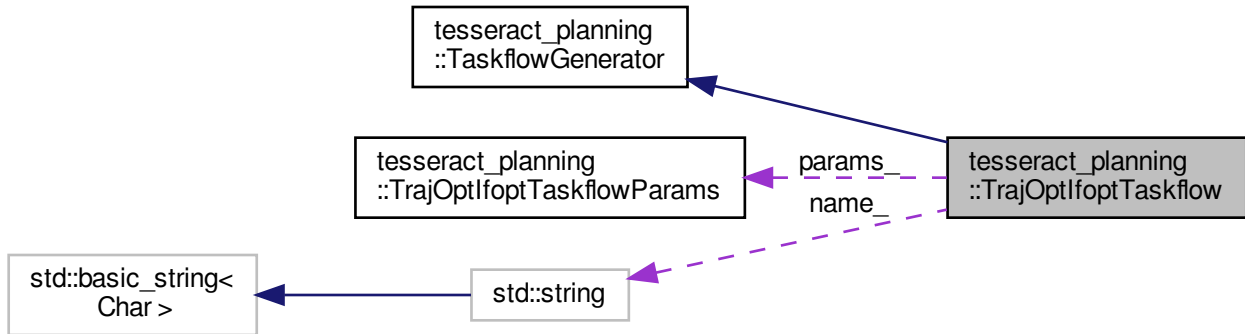 tesseract_planning
::TaskflowGenerator
tesseract_planning
::TrajOptIfoptTaskflowParams
params_
name_
tesseract_planning
::TrajOptIfoptTaskflow
std::basic_string<
Char >
std::string